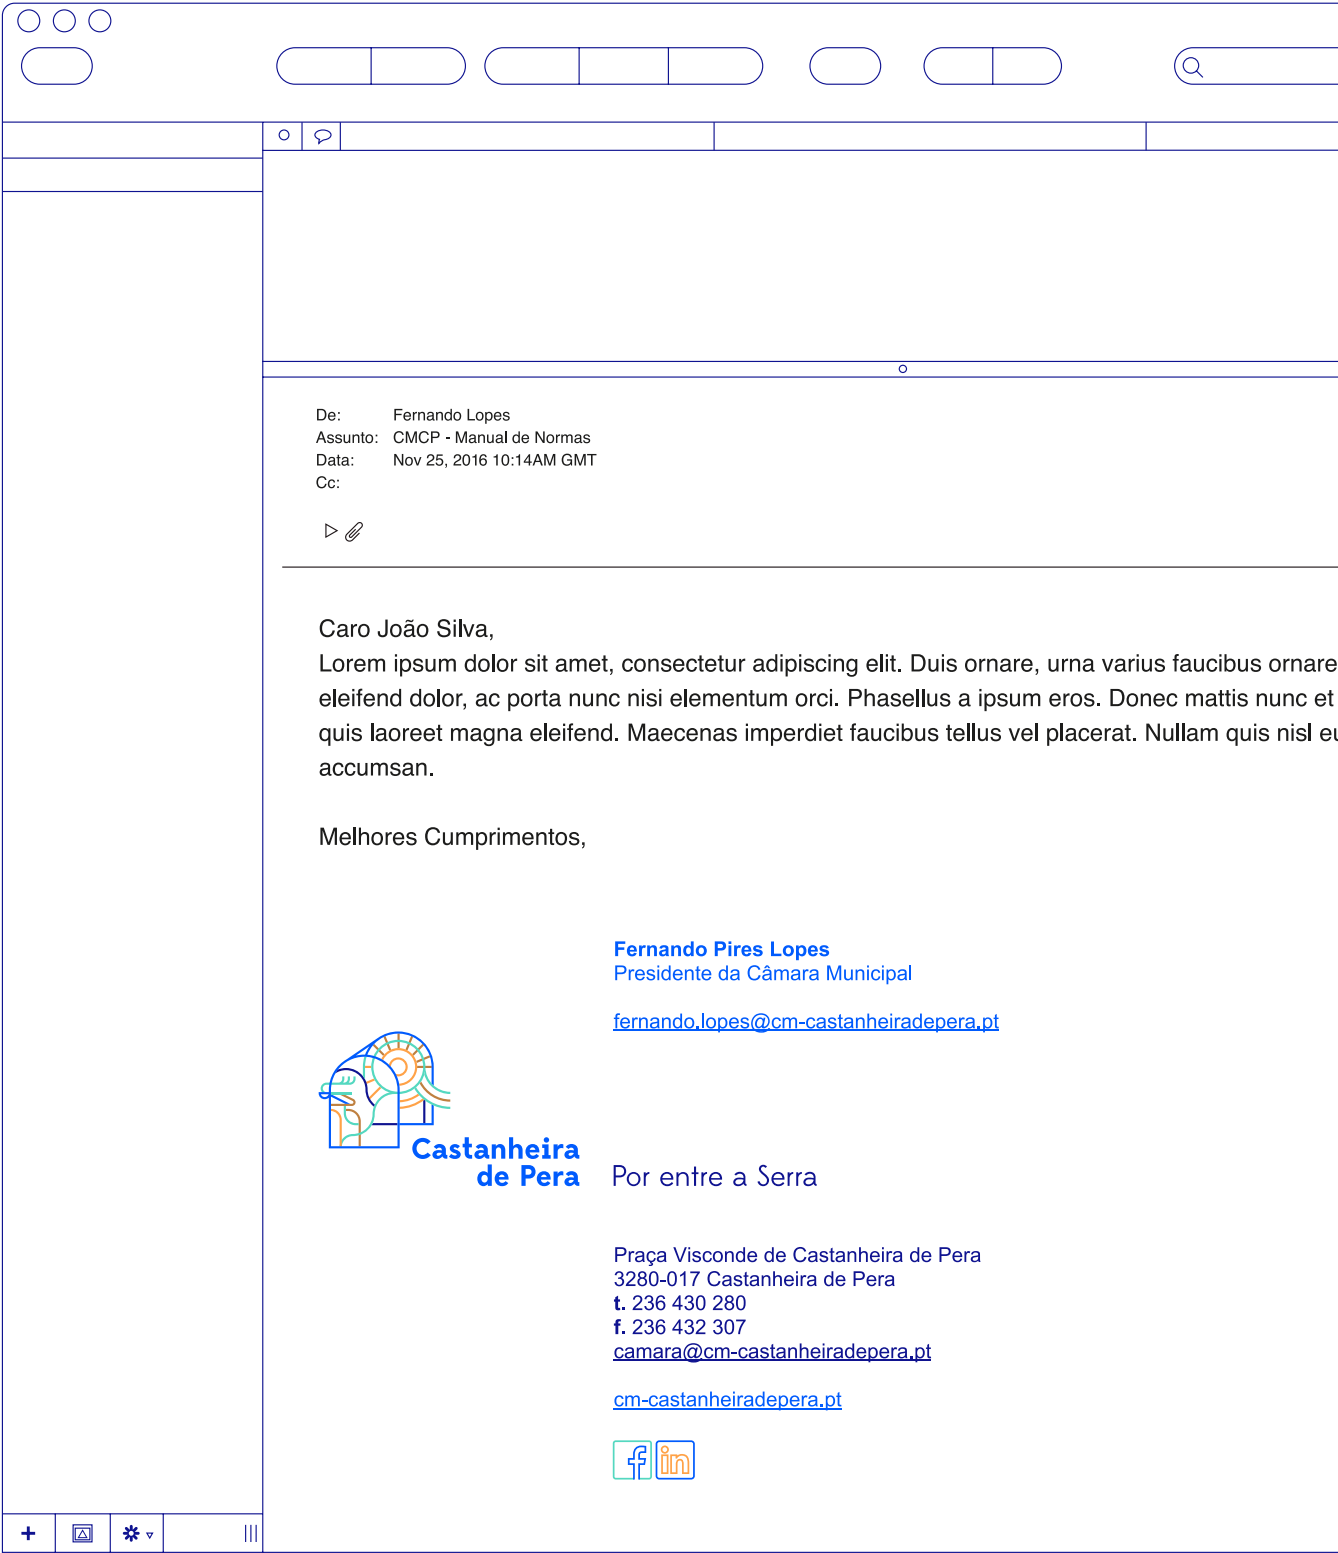 De: Fernando Lopes
Assunto: CMCP - Manual de Normas
Data: Nov 25, 2016 10:14AM GMT
Cc:
Caro João Silva,
Lorem ipsum dolor sit amet, consectetur adipiscing elit. Duis ornare, urna varius faucibus ornare
eleifend dolor, ac porta nunc nisi elementum orci. Phasellus a ipsum eros. Donec mattis nunc et
quis laoreet magna eleifend. Maecenas imperdiet faucibus tellus vel placerat. Nullam quis nisl eu
accumsan.
Melhores Cumprimentos,
Fernando Pires Lopes
Presidente da Câmara Municipal
fernando.lopes@cm-castanheiradepera.pt
Castanheira
de Pera
Por entre a Serra
Praça Visconde de Castanheira de Pera
3280-017 Castanheira de Pera
t. 236 430 280
f. 236 432 307
camara@cm-castanheiradepera.pt
cm-castanheiradepera.pt
f in